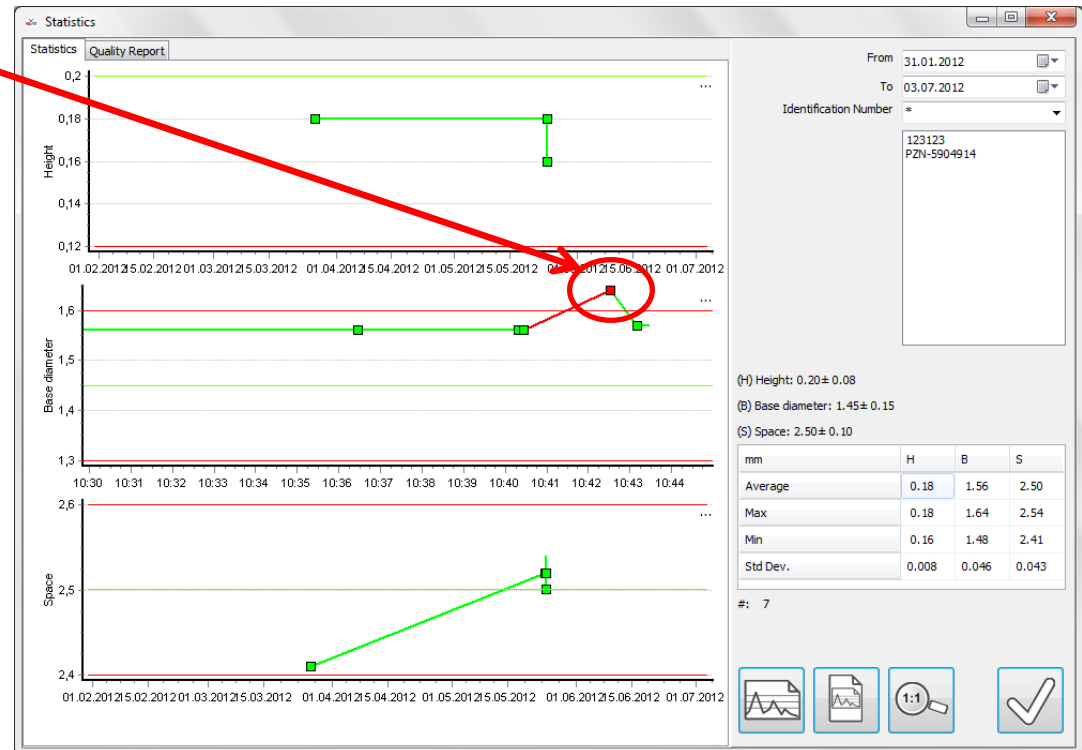 Statistics
Statistics Quality Report
0,2
...
0,18
0,16
0,14
0,12
Height
01.02.2012 15.02.2012 01.03.2012 15.03.2012 01.04.2012 15.04.2012 01.05.2012 15.05.2012 15.06.2012 01.07.2012
1,6
...
1,5
1,4
1,3
Base diameter
10:30 10:31 10:32 10:33 10:34 10:35 10:36 10:37 10:38 10:39 10:40 10:41 10:42 10:43 10:44
2,6
...
2,5
2,4
Space
01.02.2012 15.02.2012 01.03.2012 15.03.2012 01.04.2012 15.04.2012 01.05.2012 15.05.2012 01.06.2012 15.06.2012 01.07.2012
From 31.01.2012
To 03.07.2012
Identification Number *
123123
PZN-5904914
(H) Height: 0.20± 0.08
(B) Base diameter: 1.45± 0.15
(S) Space: 2.50± 0.10
mm H B S
Average 0.18 1.56 2.50
Max 0.18 1.64 2.54
Min 0.16 1.48 2.41
Std Dev. 0.008 0.046 0.043
#: 7
1:1